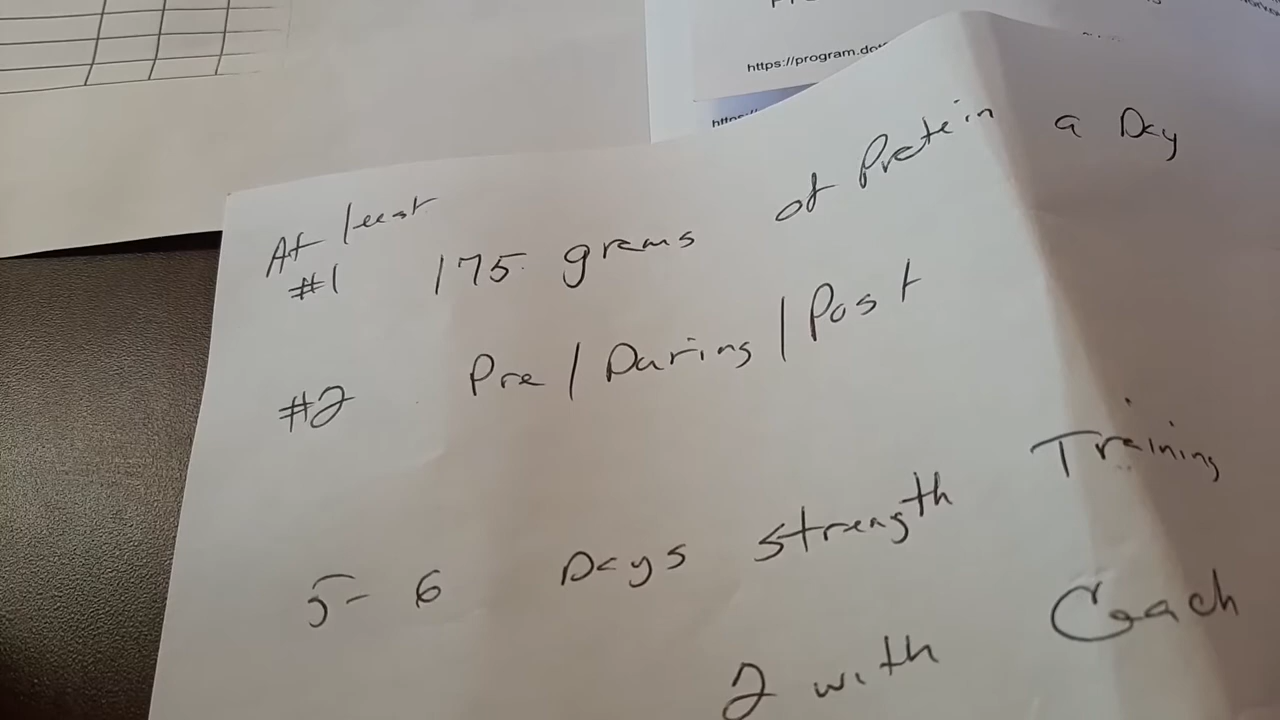 https://program.do
At least
#1 175 grams of Protein a Day
#2 Pre / During / Post
5-6 Days strength Training
2 with Coach